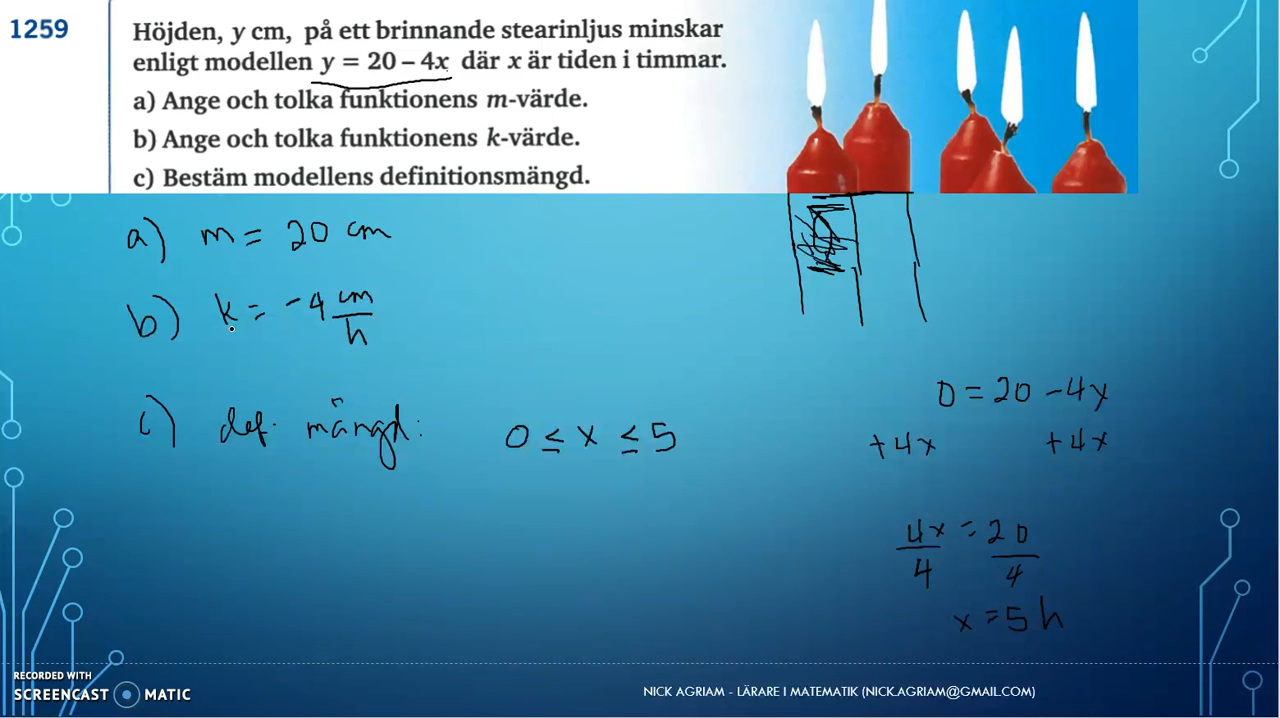 1259
Höjden, y cm, på ett brinnande stearinljus minskar
enligt modellen y = 20 – 4x där x är tiden i timmar.
a) Ange och tolka funktionens m-värde.
b) Ange och tolka funktionens k-värde.
c) Bestäm modellens definitionsmängd.
a) m = 20 cm
b) k = -4 cm/h
c) def. mängd: 0 ≤ x ≤ 5
0 = 20 - 4x
+4x +4x
4x/4 = 20/4
x = 5 h
RECORDED WITH
SCREENCAST MATIC
NICK AGRIAM - LÄRARE I MATEMATIK (NICK.AGRIAM@GMAIL.COM)